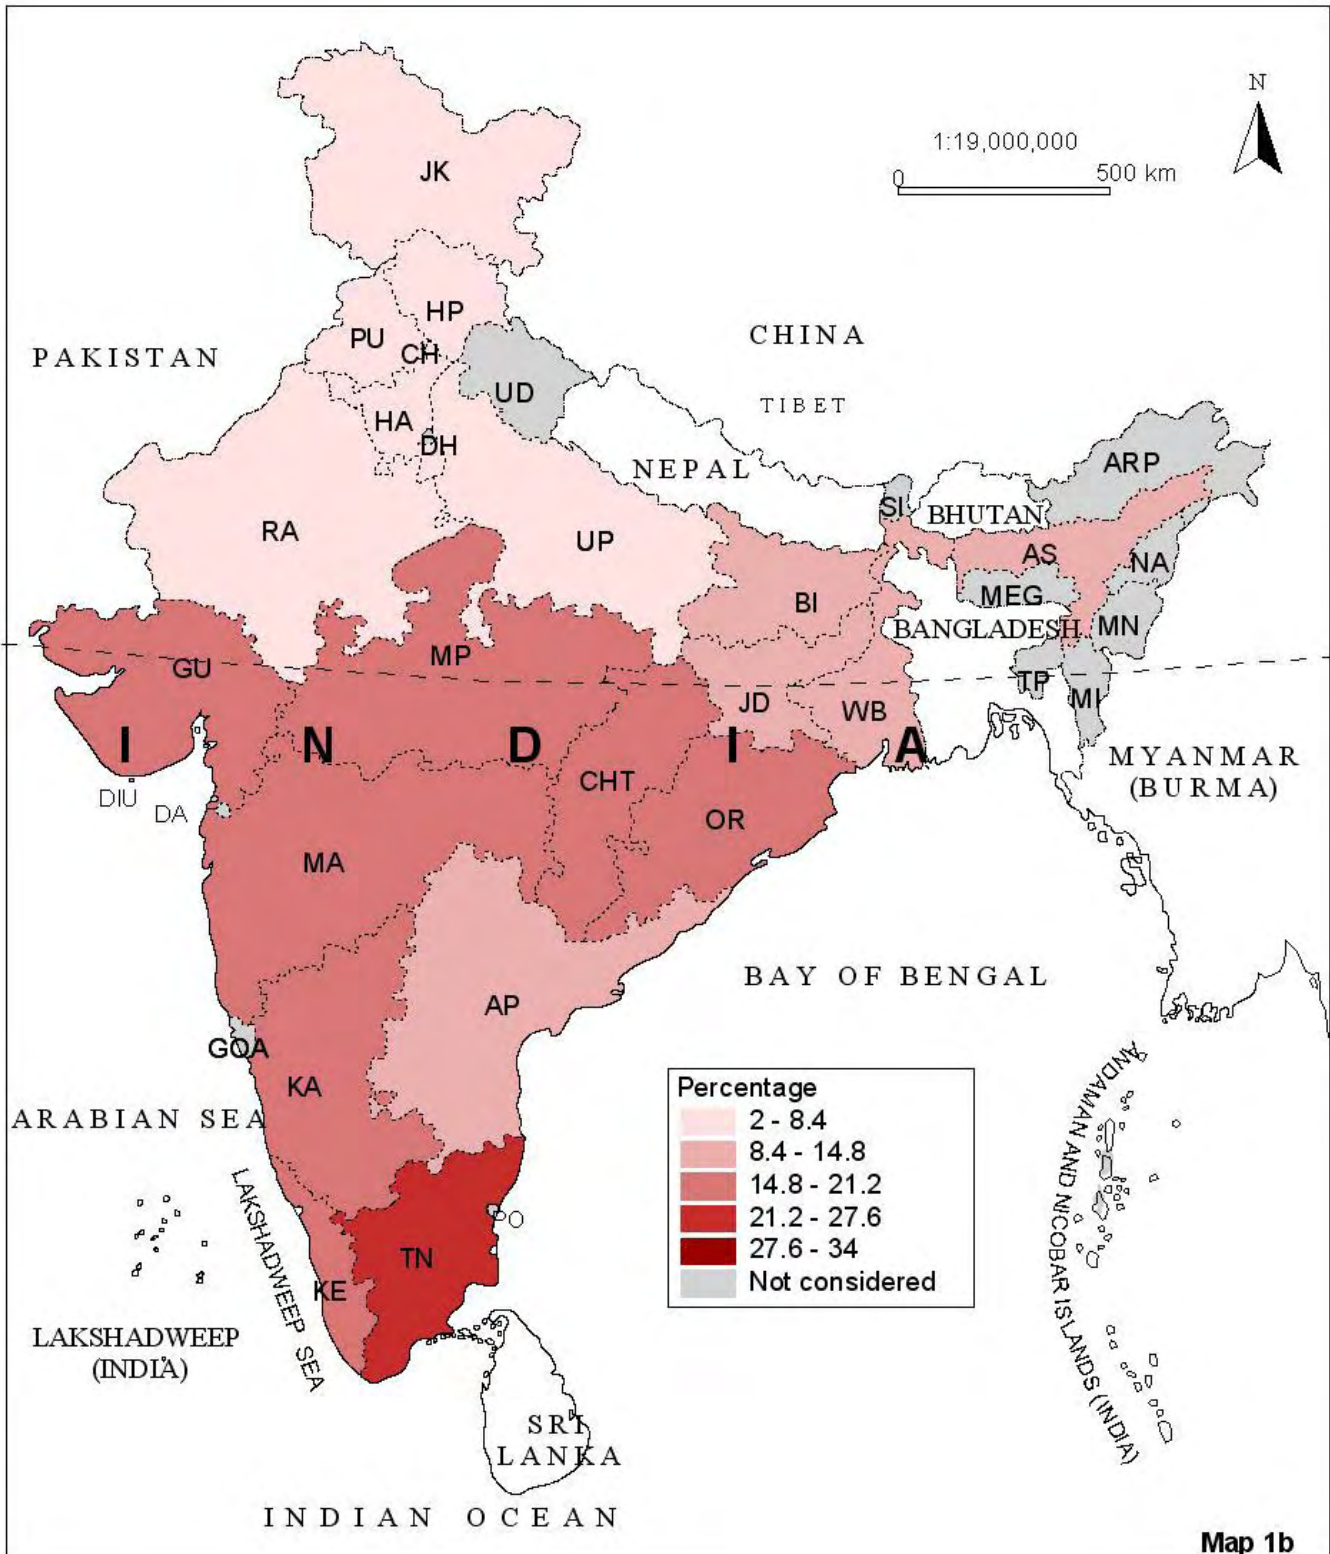 N
1:19,000,000
0 500 km
JK
HP
PU
CH
PAKISTAN
CHINA
UD
TIBET
HA
DH
NEPAL
ARP
SI
BHUTAN
RA
UP
AS
NA
MEG
BI
BANGLADESH
MN
MP
GU
TP
MI
JD
WB
I N D I A
MYANMAR
(BURMA)
CHT
DIU
DA
OR
MA
BAY OF BENGAL
AP
GOA
KA
ARABIAN SEA
ANDAMAN AND NICOBAR ISLANDS (INDIA)
Percentage
2 - 8.4
8.4 - 14.8
14.8 - 21.2
21.2 - 27.6
27.6 - 34
Not considered
LAKSHADWEEP SEA
PO
TN
KE
LAKSHADWEEP
(INDIA)
SRI
LANKA
INDIAN OCEAN
Map 1b